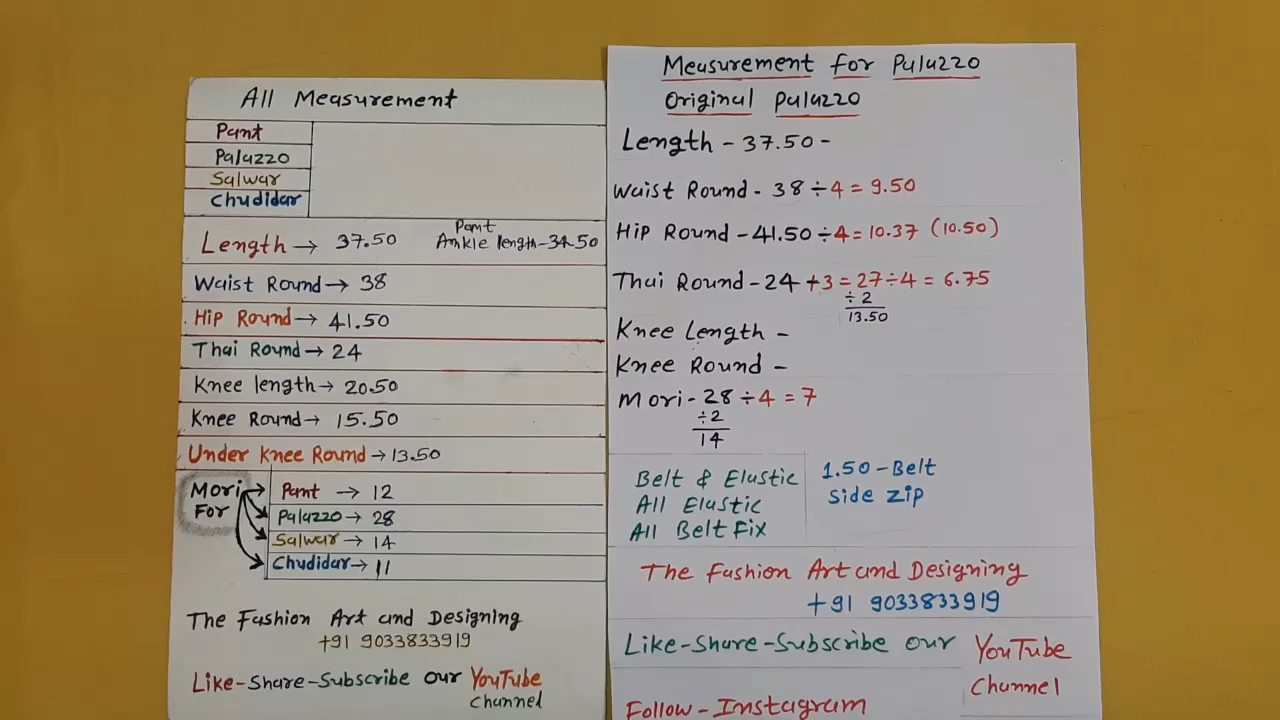 All Measurement
Pant
Palazzo
Salwar
Chudidar
Length → 37.50 Pant Ankle length-34.50
Waist Round → 38
Hip Round → 41.50
Thai Round → 24
Knee length → 20.50
Knee Round → 15.50
Under Knee Round → 13.50
Mori For
Pant → 12
Palazzo → 28
Salwar → 14
Chudidar → 11
The Fashion Art and Designing
+91 9033833919
Like-Share-Subscribe our YouTube
channel
Measurement for Palazzo
Original Palazzo
Length - 37.50 -
Waist Round - 38 ÷ 4 = 9.50
Hip Round - 41.50 ÷ 4 = 10.37 (10.50)
Thai Round - 24 + 3 = 27 ÷ 4 = 6.75
÷ 2
13.50
Knee Length -
Knee Round -
Mori - 28 ÷ 4 = 7
÷2
14
Belt & Elastic
All Elastic
All Belt Fix
1.50 - Belt
Side zip
The Fashion Art and Designing
+91 9033833919
Like-Share-Subscribe our YouTube
Channel
Follow - Instagram